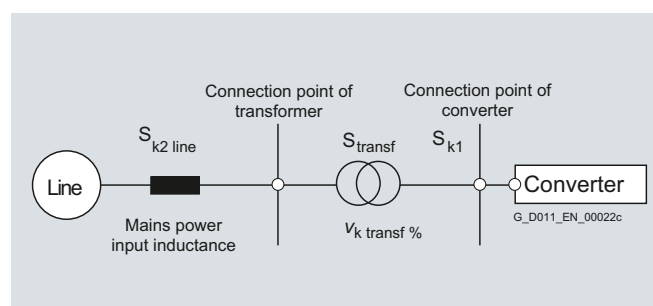 Connection point of
transformer
Connection point of
converter
S k2 line
S transf
S k1
Line
Converter
G_D011_EN_00022c
Mains power
input inductance
v k transf %